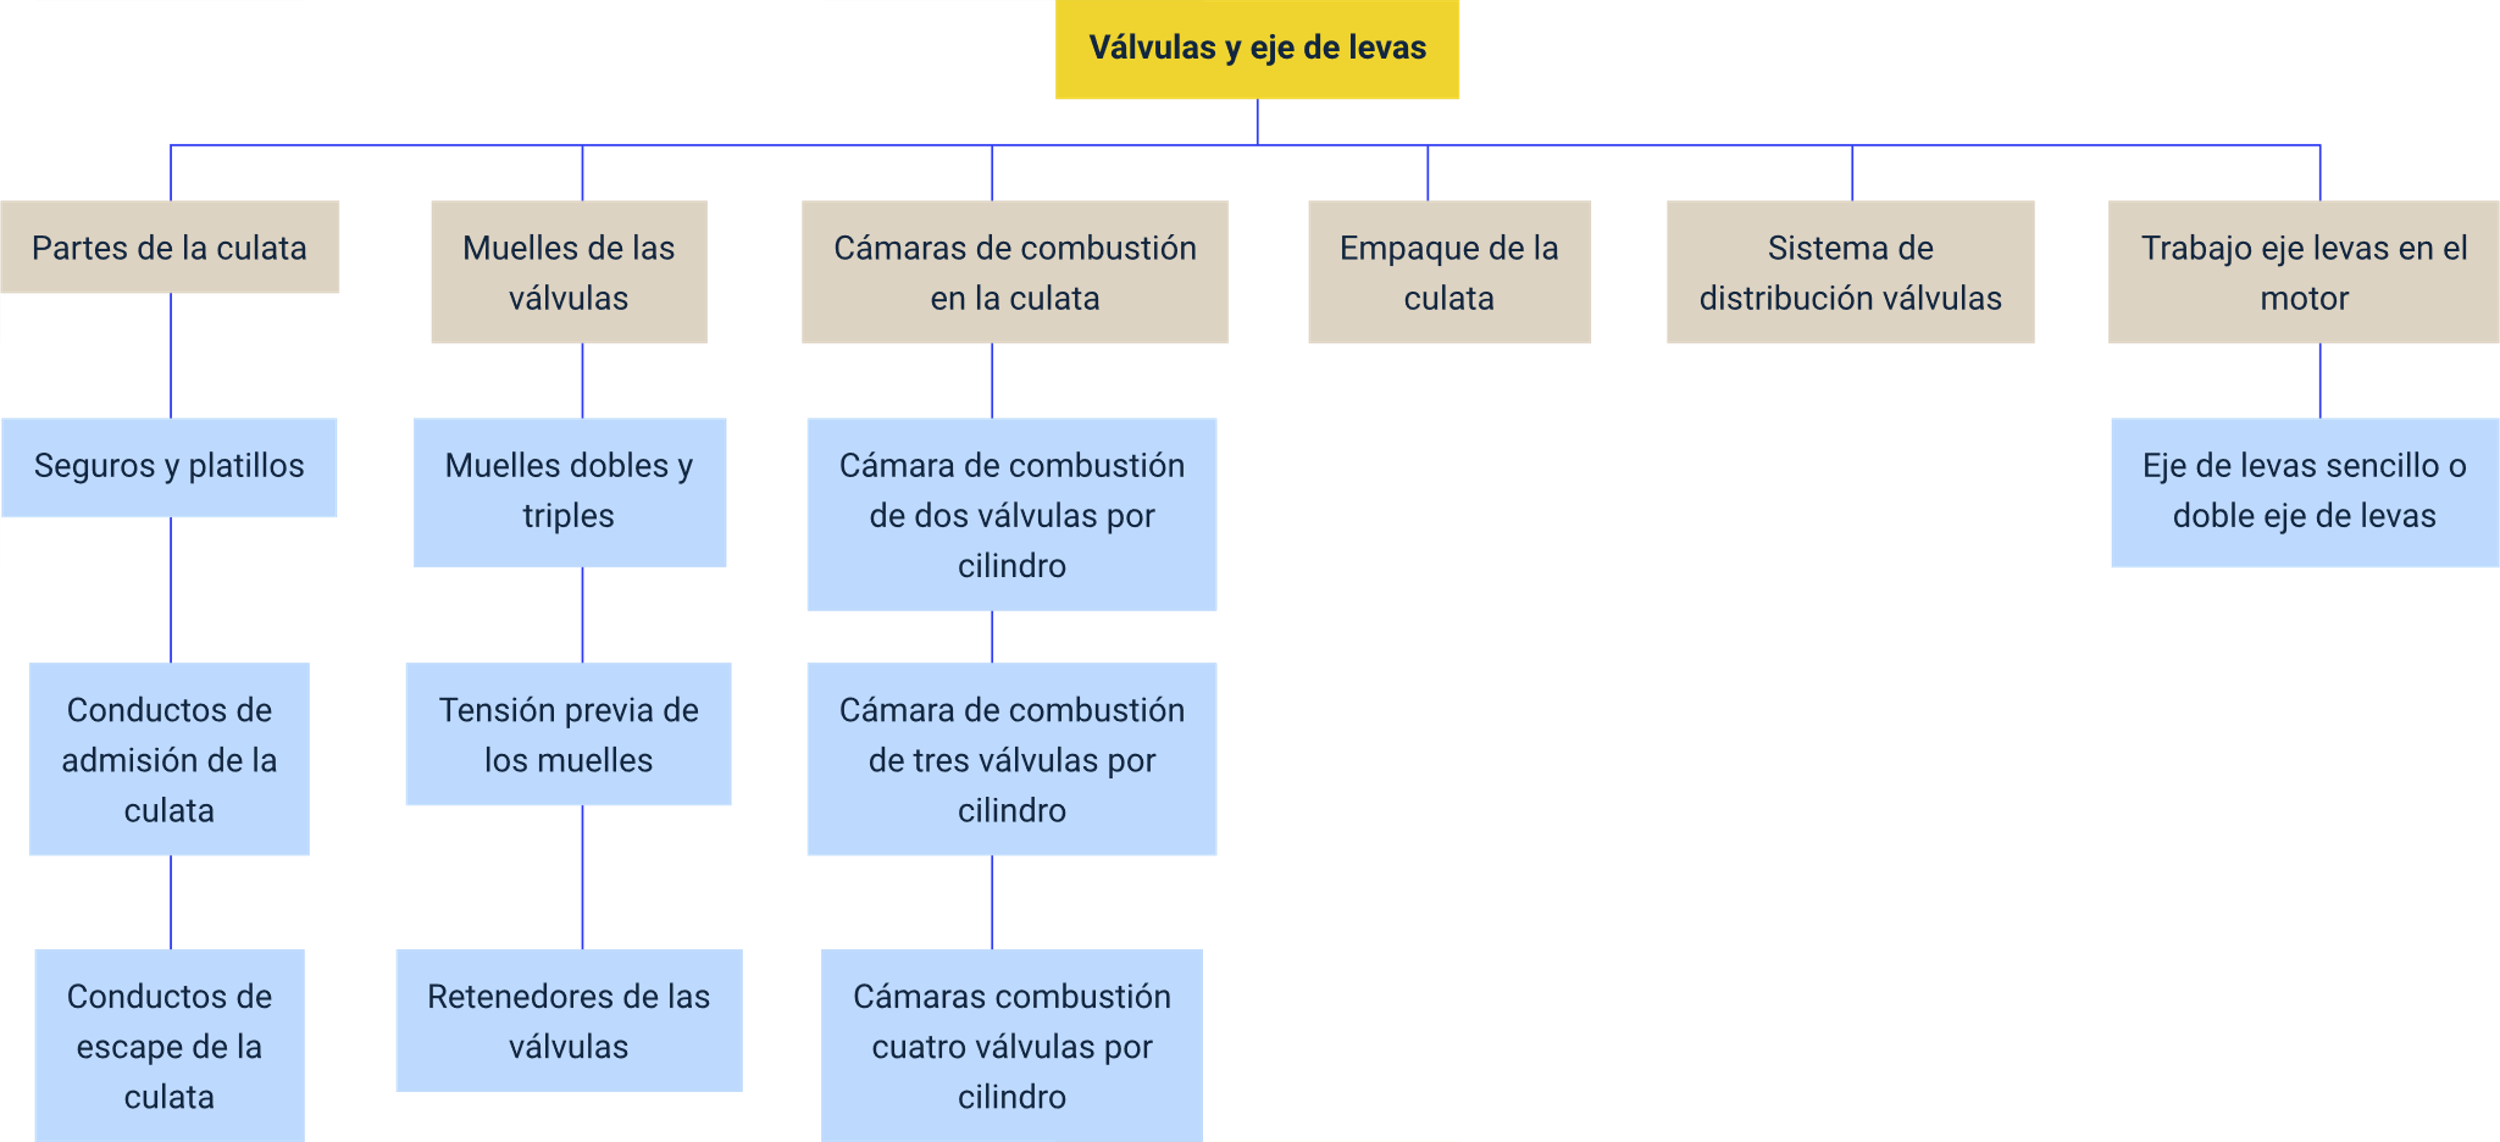 Válvulas y eje de levas
Partes de la culata
Muelles de las
válvulas
Cámaras de combustión
en la culata
Empaque de la
culata
Sistema de
distribución válvulas
Trabajo eje levas en el
motor
Seguros y platillos
Muelles dobles y
triples
Cámara de combustión
de dos válvulas por
cilindro
Eje de levas sencillo o
doble eje de levas
Conductos de
admisión de la
culata
Tensión previa de
los muelles
Cámara de combustión
de tres válvulas por
cilindro
Conductos de
escape de la
culata
Retenedores de las
válvulas
Cámaras combustión
cuatro válvulas por
cilindro